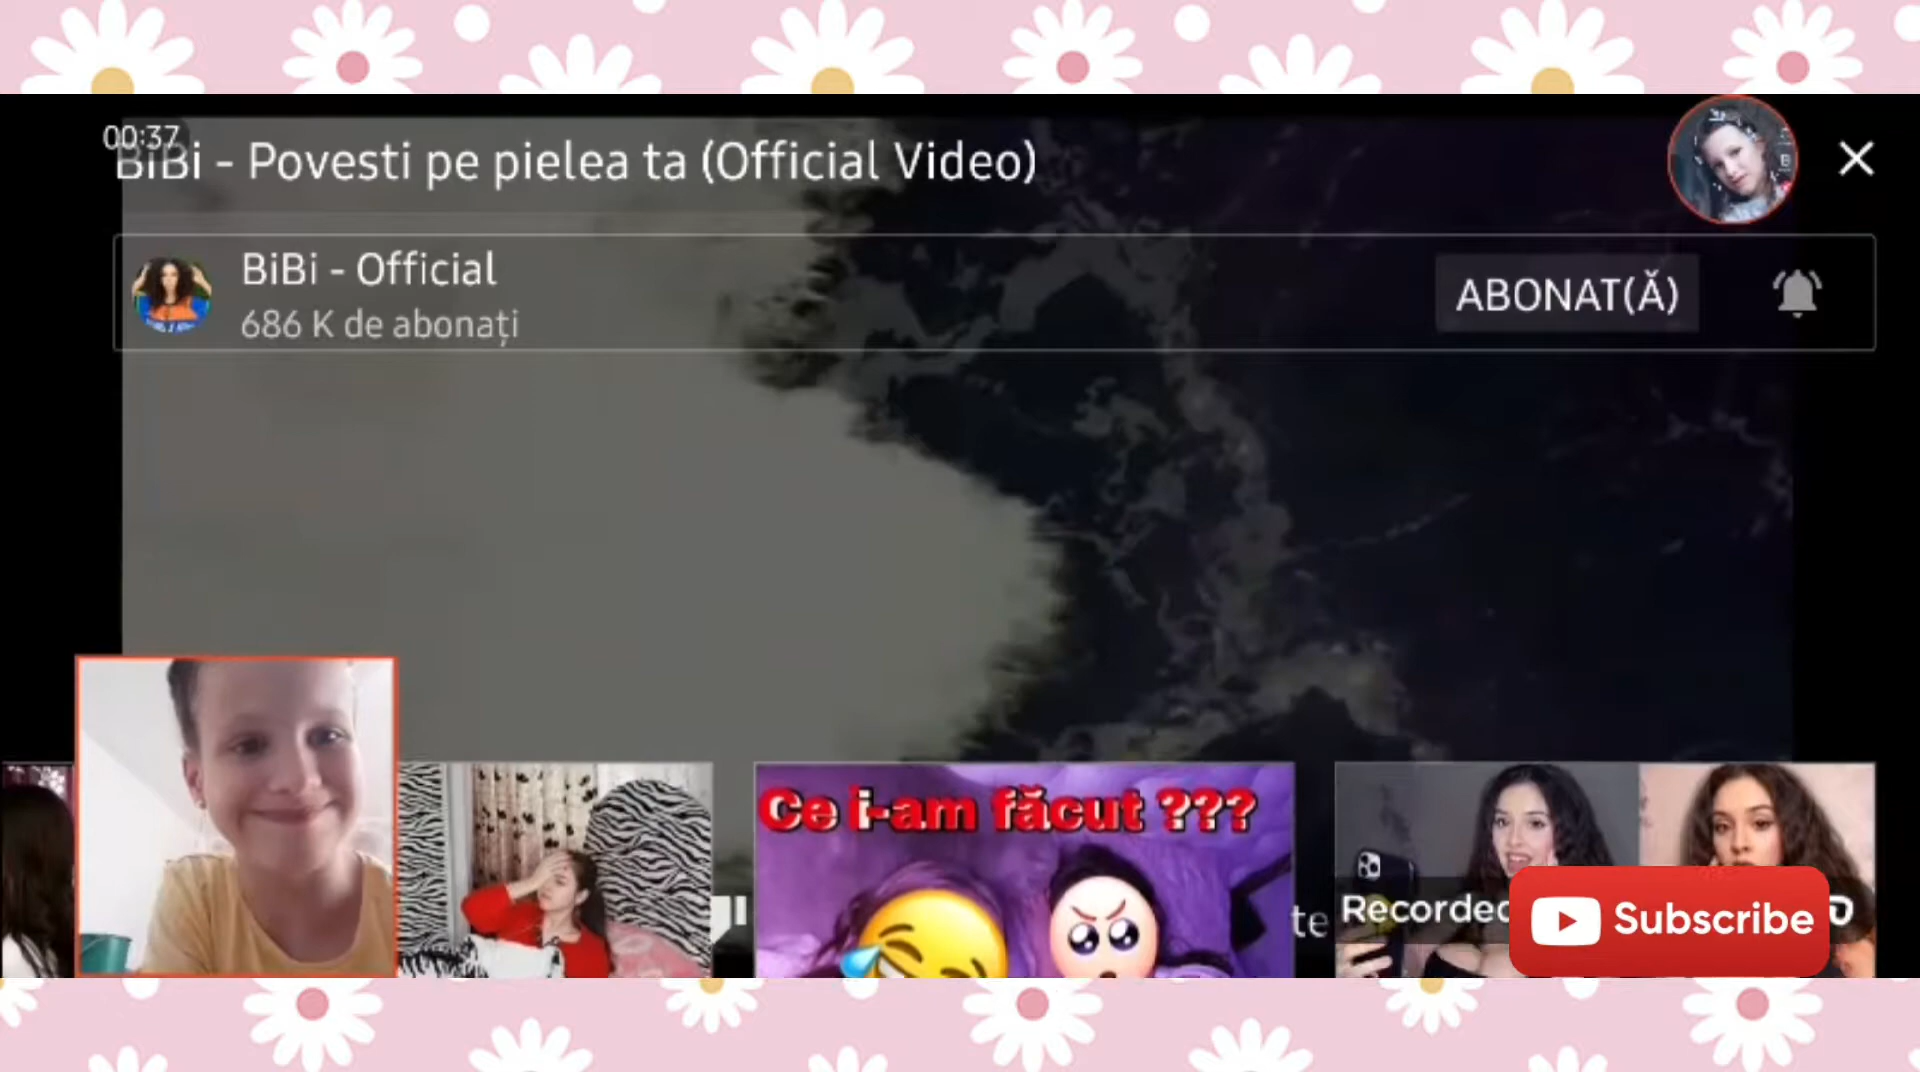 00:37
BiBi - Povesti pe pielea ta (Official Video)
BiBi - Official
686 K de abonați
ABONAT(Ă)
Ce i-am făcut ???
te
Recorded
Subscribe